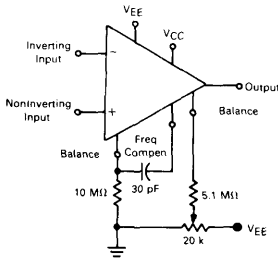 VEE
VCC
Inverting
Input
−
Output
Noninverting
Input
+
Balance
Freq
Compen
Balance
10 MΩ
30 pF
5.1 MΩ
20 k
VEE